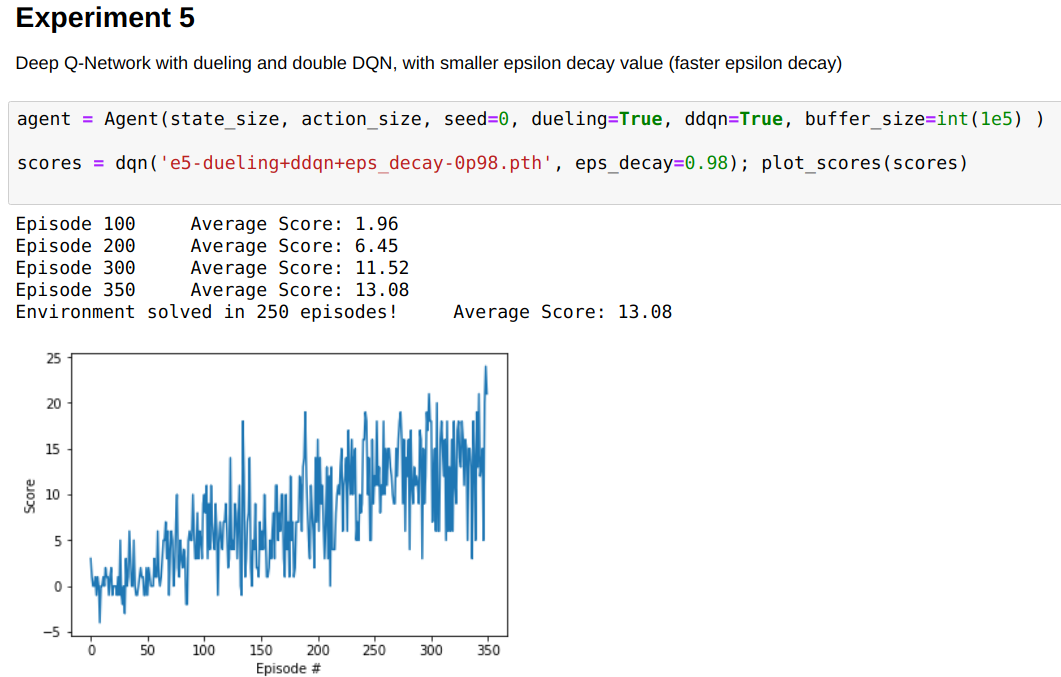 Experiment 5
Deep Q-Network with dueling and double DQN, with smaller epsilon decay value (faster epsilon decay)
agent = Agent(state_size, action_size, seed=0, dueling=True, ddqn=True, buffer_size=int(1e5) )
scores = dqn('e5-dueling+ddqn+eps_decay-0p98.pth', eps_decay=0.98); plot_scores(scores)
Episode 100 Average Score: 1.96
Episode 200 Average Score: 6.45
Episode 300 Average Score: 11.52
Episode 350 Average Score: 13.08
Environment solved in 250 episodes! Average Score: 13.08
25
20
15
10
5
0
−5
Score
0 50 100 150 200 250 300 350
Episode #